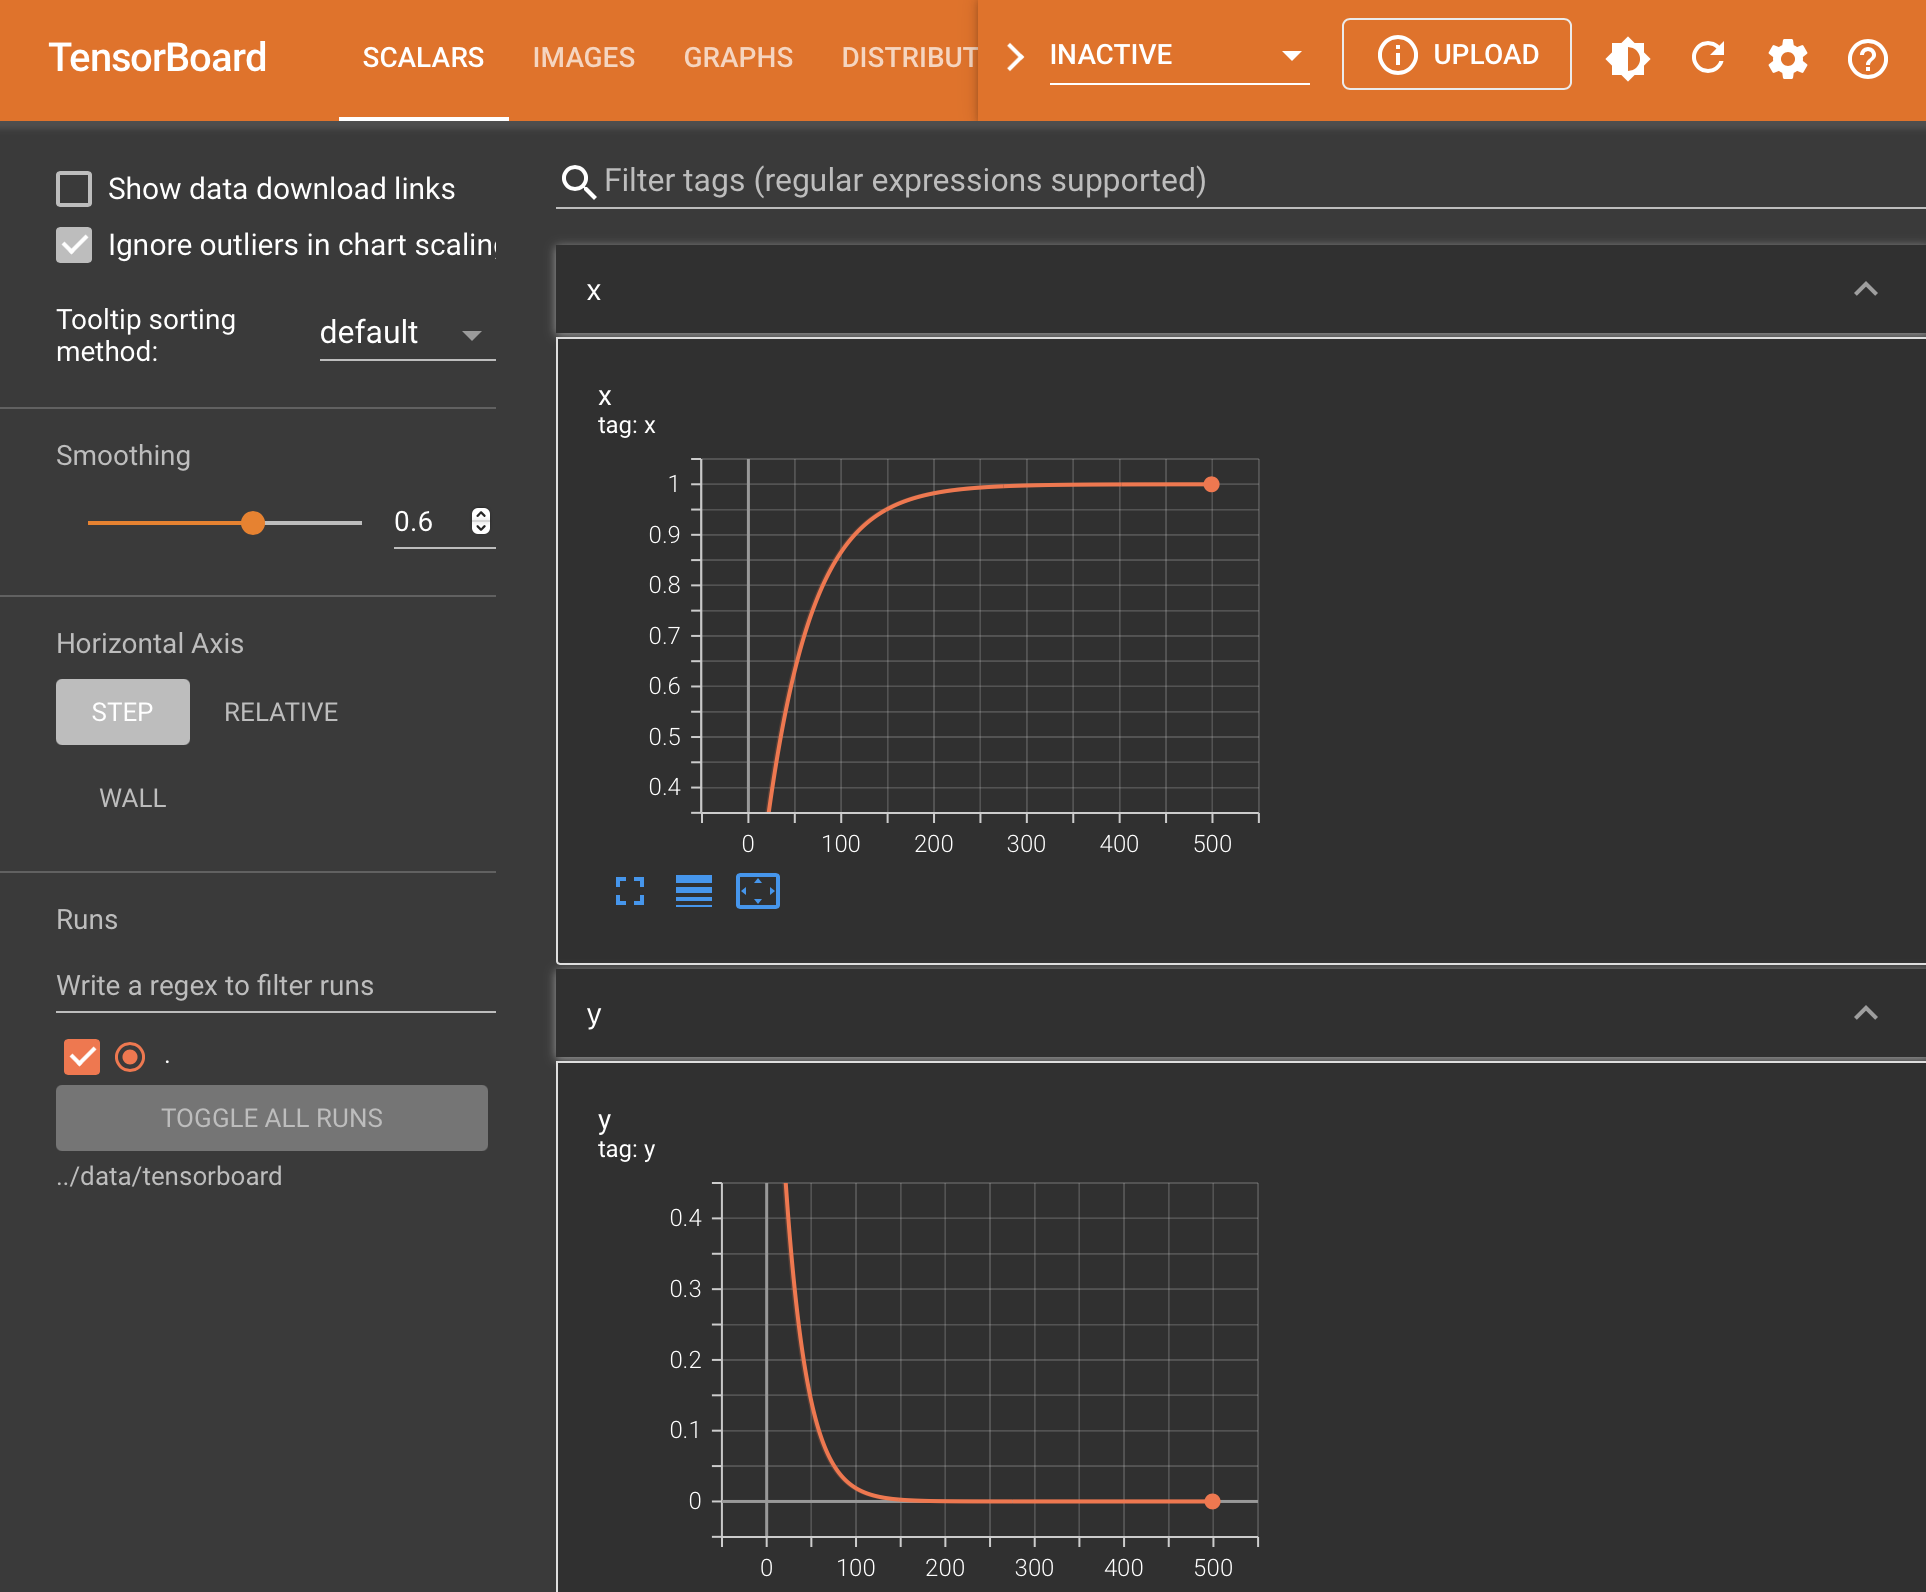 TensorBoard
SCALARS
IMAGES
GRAPHS
DISTRIBUT
INACTIVE
UPLOAD
Show data download links
Ignore outliers in chart scalin
Tooltip sorting
method:
default
Smoothing
0.6
Horizontal Axis
STEP
RELATIVE
WALL
Runs
Write a regex to filter runs
.
TOGGLE ALL RUNS
../data/tensorboard
Filter tags (regular expressions supported)
x
x
tag: x
1
0.9
0.8
0.7
0.6
0.5
0.4
0 100 200 300 400 500
y
y
tag: y
0.4
0.3
0.2
0.1
0
0 100 200 300 400 500